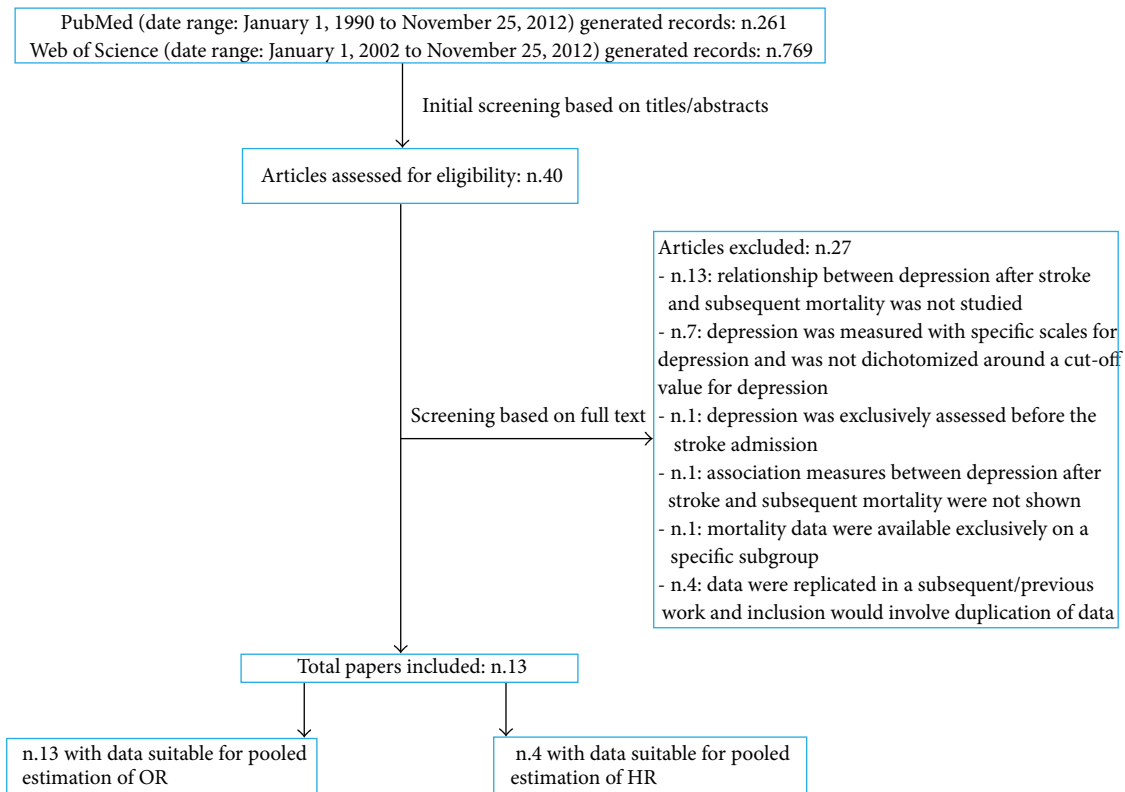 PubMed (date range: January 1, 1990 to November 25, 2012) generated records: n.261
Web of Science (date range: January 1, 2002 to November 25, 2012) generated records: n.769
Initial screening based on titles/abstracts
Articles assessed for eligibility: n.40
Articles excluded: n.27
- n.13: relationship between depression after stroke
and subsequent mortality was not studied
- n.7: depression was measured with specific scales for
depression and was not dichotomized around a cut-off
value for depression
- n.1: depression was exclusively assessed before the
stroke admission
- n.1: association measures between depression after
stroke and subsequent mortality were not shown
- n.1: mortality data were available exclusively on a
specific subgroup
- n.4: data were replicated in a subsequent/previous
work and inclusion would involve duplication of data
Screening based on full text
Total papers included: n.13
n.13 with data suitable for pooled
estimation of OR
n.4 with data suitable for pooled
estimation of HR